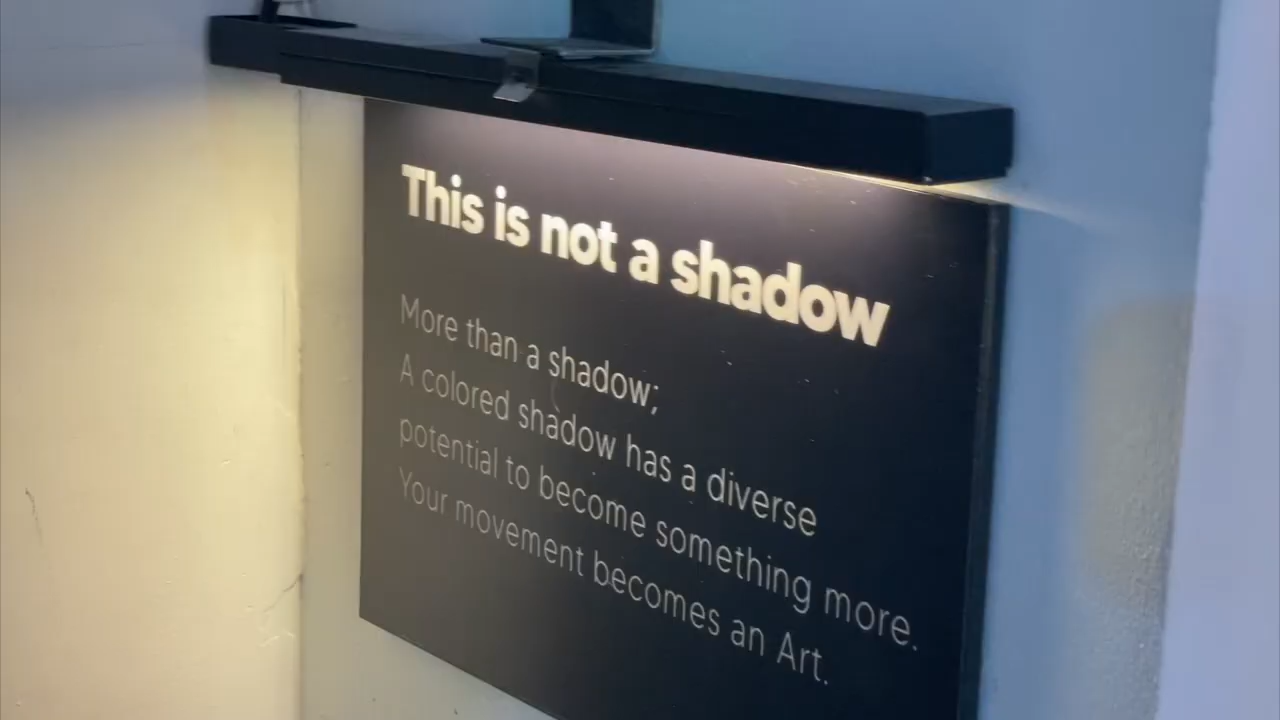 This is not a shadow
More than a shadow;
A colored shadow has a diverse
potential to become something more.
Your movement becomes an Art.